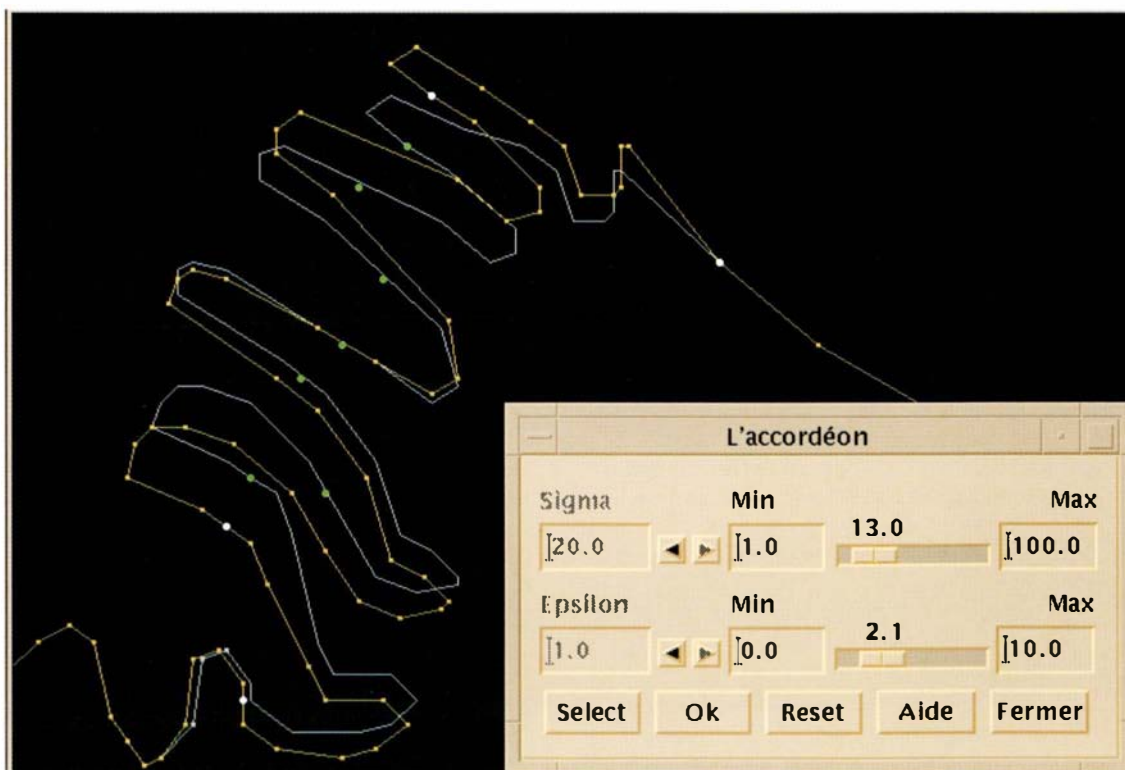 L'accordéon
Sigma Min Max
20.0 1.0 13.0 100.0
Epsilon Min Max
1.0 0.0 2.1 10.0
Select Ok Reset Aide Fermer